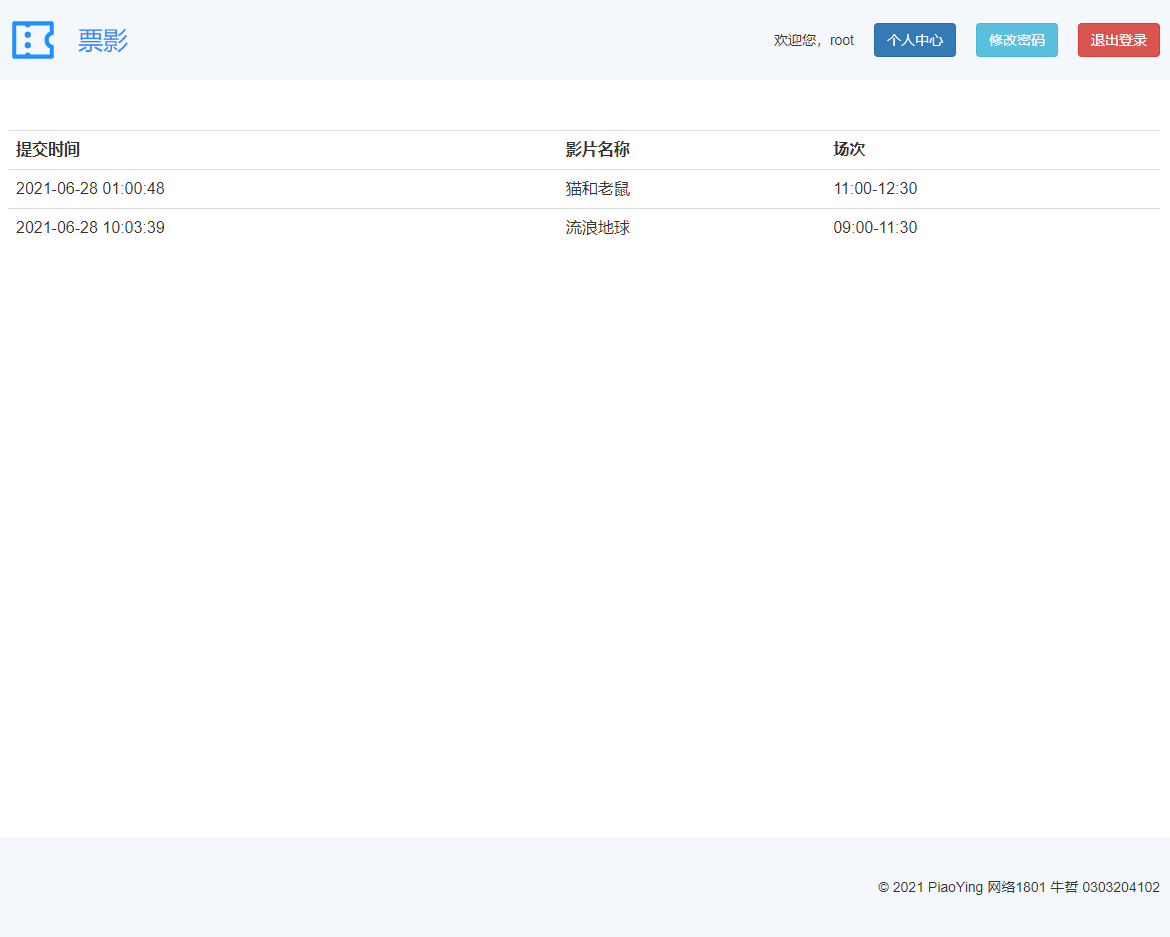 票影
欢迎您，root 个人中心 修改密码 退出登录
提交时间 影片名称 场次
2021-06-28 01:00:48 猫和老鼠 11:00-12:30
2021-06-28 10:03:39 流浪地球 09:00-11:30
© 2021 PiaoYing 网络1801 牛哲 0303204102